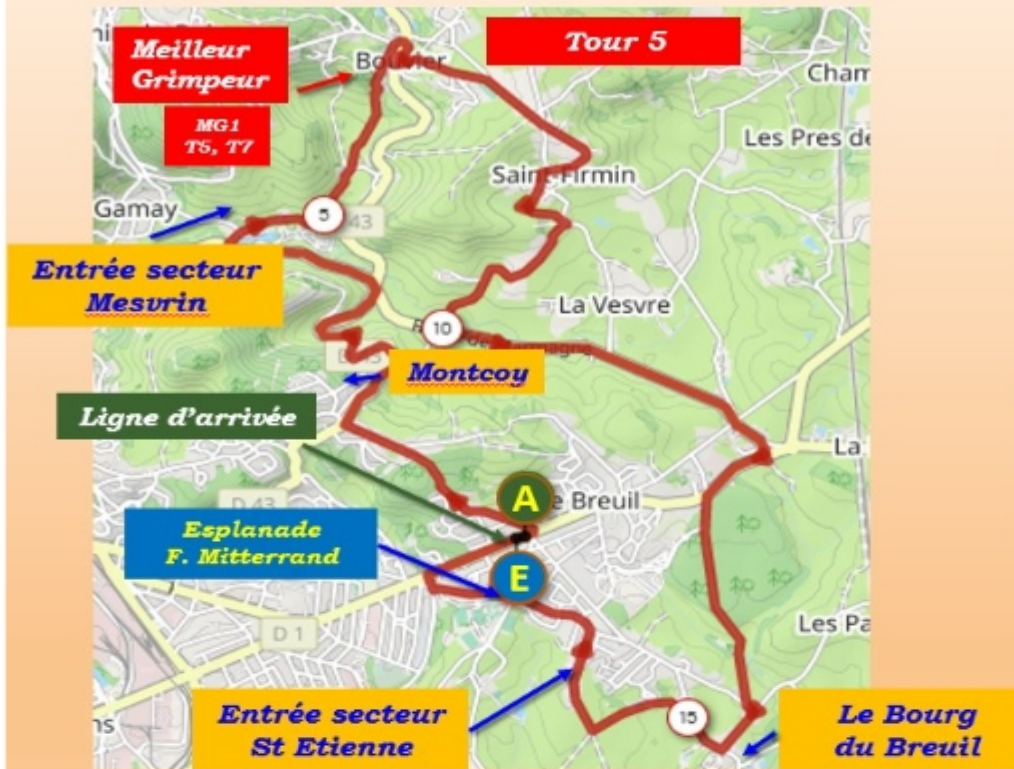 Meilleur
Grimpeur
Tour 5
Bouvier
Cham
MG1
T5, T7
Les Pres de
Saint-Firmin
Gamay
5
43
Entrée secteur
Mesvrin
La Vesvre
10
Montcoy
Ligne d'arrivée
La
A
e Breuil
D 43
Esplanade
F. Mitterrand
E
D 1
Les Pa
Entrée secteur
St Etienne
15
Le Bourg
du Breuil
ns